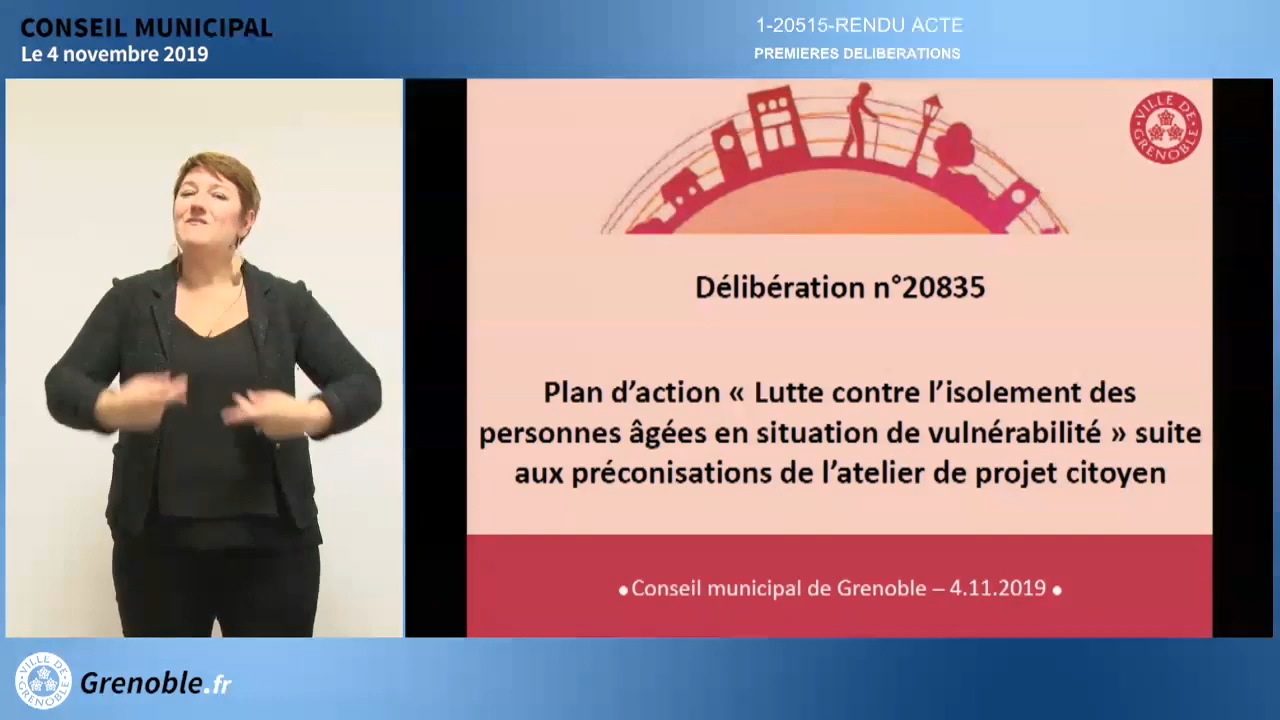 CONSEIL MUNICIPAL
Le 4 novembre 2019
1-20515-RENDU ACTE
PREMIERES DELIBERATIONS
VILLE DE GRENOBLE
Délibération n°20835
Plan d'action « Lutte contre l'isolement des
personnes âgées en situation de vulnérabilité » suite
aux préconisations de l'atelier de projet citoyen
•Conseil municipal de Grenoble – 4.11.2019 •
VILLE DE GRENOBLE
Grenoble.fr